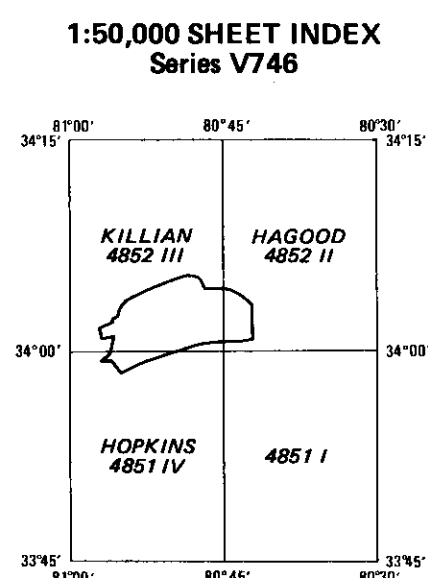 1:50,000 SHEET INDEX
Series V746
81°00' 80°45' 80°30'
34°15' 34°15'
KILLIAN HAGOOD
4852 III 4852 II
34°00' 34°00'
HOPKINS
4851 IV 4851 I
33°45' 33°45'
81°00' 80°45' 80°30'